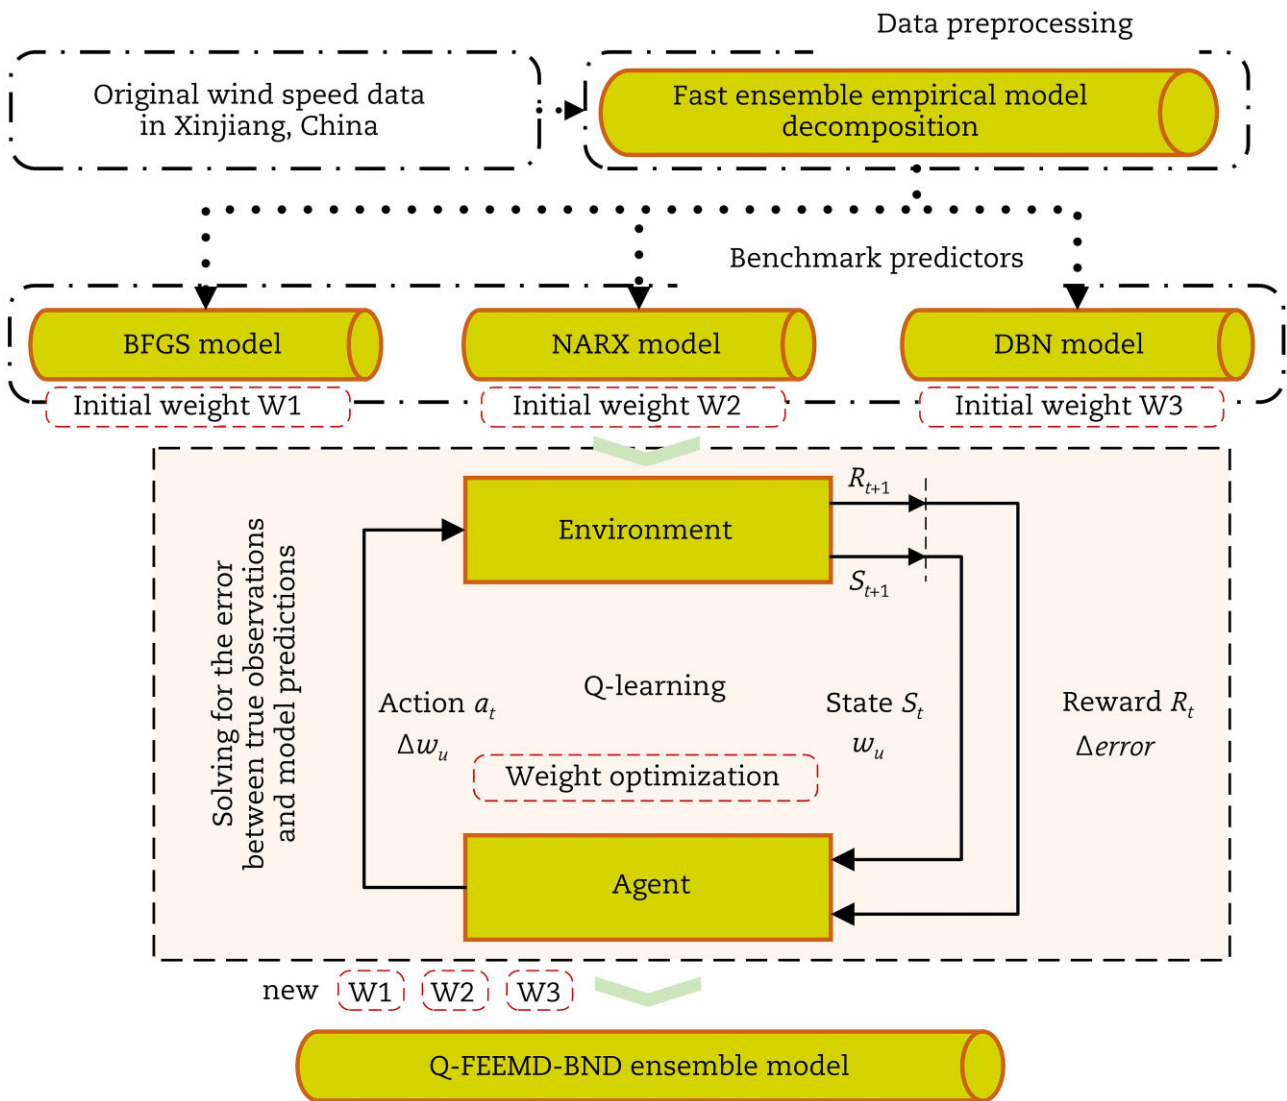 Data preprocessing
Original wind speed data
in Xinjiang, China
Fast ensemble empirical model
decomposition
Benchmark predictors
BFGS model
NARX model
DBN model
Initial weight W1
Initial weight W2
Initial weight W3
Environment
R_{t+1}
S_{t+1}
Solving for the error
between true observations
and model predictions
Action a_t
Δw_u
Q-learning
Weight optimization
State S_t
w_u
Reward R_t
Δerror
Agent
new W1 W2 W3
Q-FEEMD-BND ensemble model